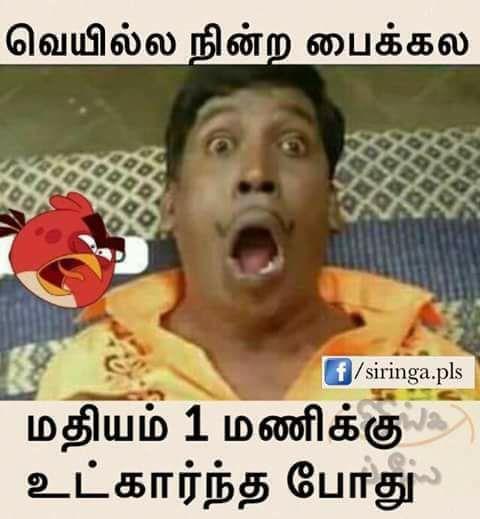 வெயில்ல நின்ற பைக்கல
f/siringa.pls
மதியம் 1 மணிக்கு
உட்கார்ந்த போது